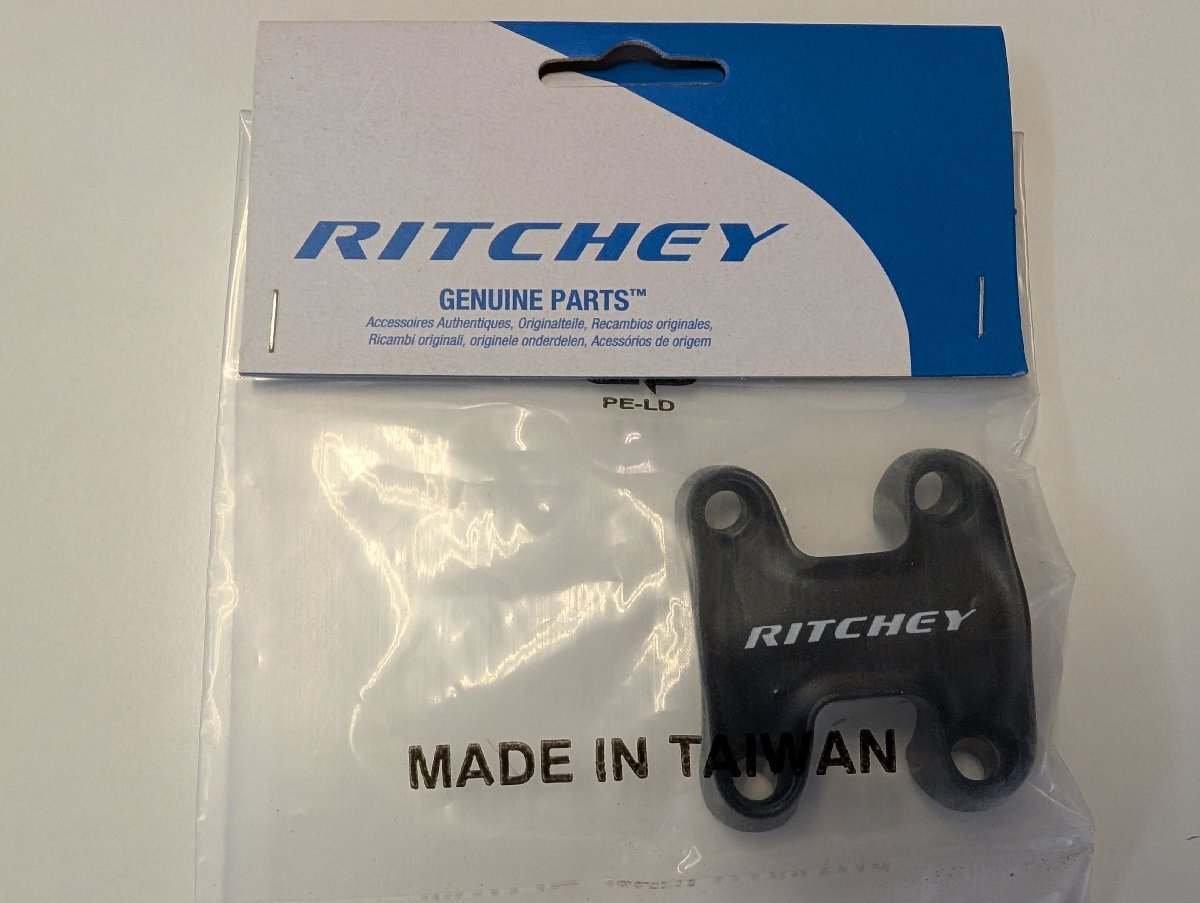 RITCHEY
GENUINE PARTS™
Accessoires Authentiques, Originalteile, Recambios originales,
Ricambi originali, originele onderdelen, Acessórios de origem
PE-LD
RITCHEY
MADE IN TAIWAN